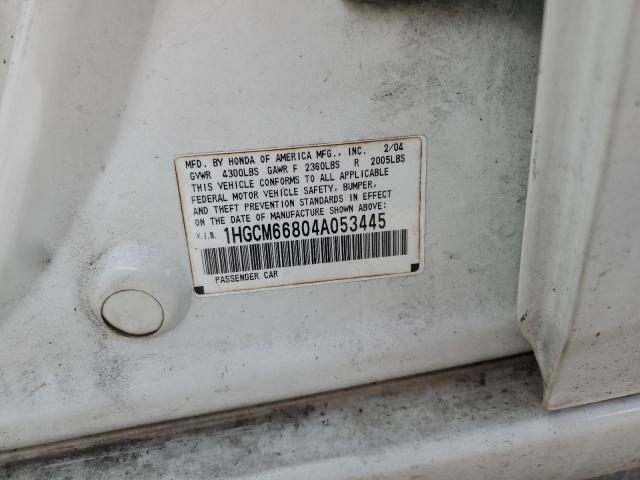 MFD. BY HONDA OF AMERICA MFG., INC. 2/04
GVWR 4300LBS GAWR F 2360LBS R 2005LBS
THIS VEHICLE CONFORMS TO ALL APPLICABLE
FEDERAL MOTOR VEHICLE SAFETY, BUMPER,
AND THEFT PREVENTION STANDARDS IN EFFECT
ON THE DATE OF MANUFACTURE SHOWN ABOVE.
V.I.N. 1HGCM66804A053445
PASSENGER CAR